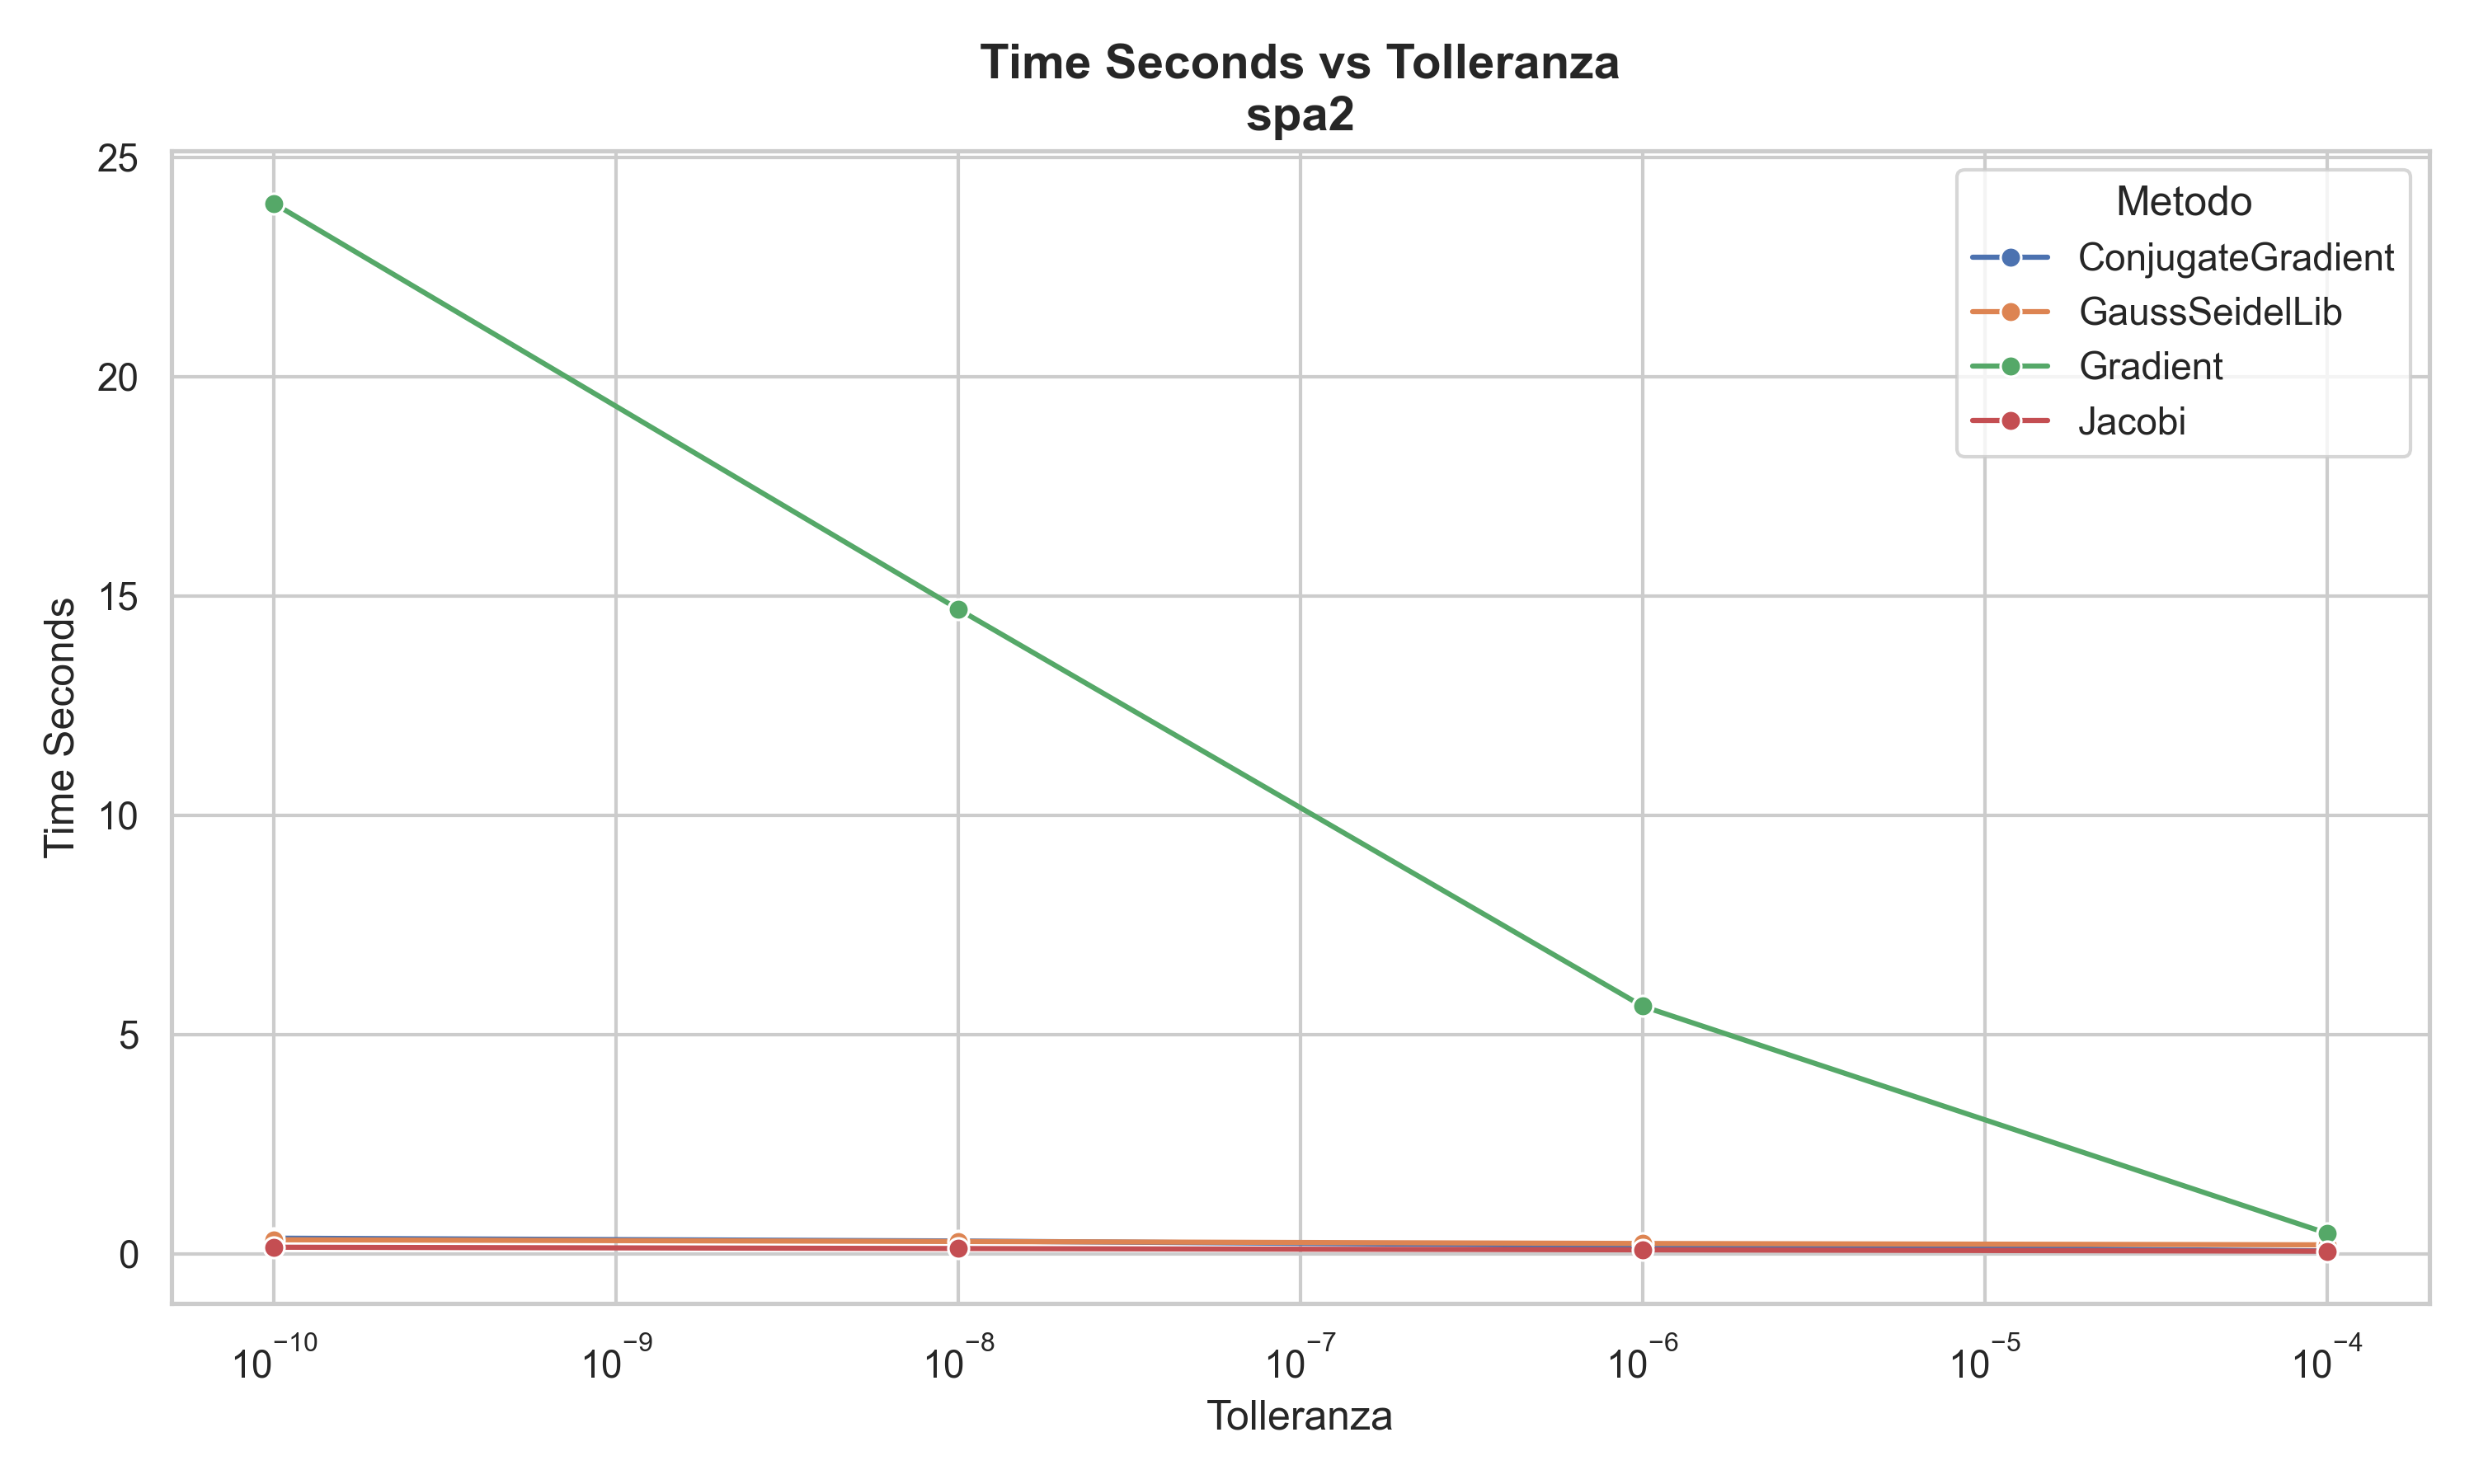 Time Seconds vs Tolleranza
spa2
Time Seconds
25
20
15
10
5
0
Metodo
ConjugateGradient
GaussSeidelLib
Gradient
Jacobi
10⁻¹⁰
10⁻⁹
10⁻⁸
10⁻⁷
10⁻⁶
10⁻⁵
10⁻⁴
Tolleranza